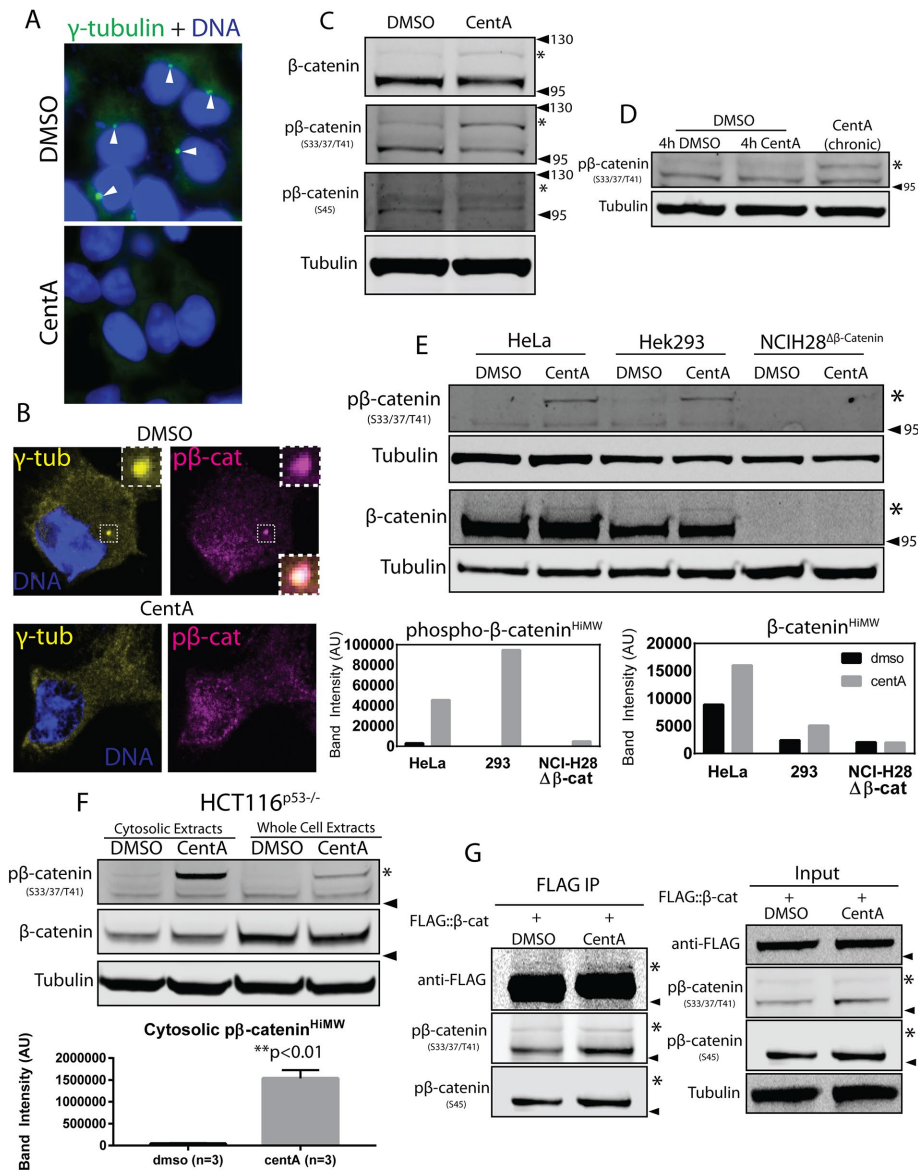 A
γ-tubulin + DNA
DMSO
CentA
B
DMSO
γ-tub
pβ-cat
DNA
CentA
γ-tub
pβ-cat
DNA
C
DMSO CentA
β-catenin
130
*
95
pβ-catenin
(S33/37/T41)
130
*
95
pβ-catenin
(S45)
130
*
95
Tubulin
D
DMSO
4h DMSO 4h CentA
CentA
(chronic)
pβ-catenin
(S33/37/T41)
*
95
Tubulin
E
HeLa Hek293 NCIH28Δβ-Catenin
DMSO CentA DMSO CentA DMSO CentA
pβ-catenin
(S33/37/T41)
*
95
Tubulin
β-catenin
*
95
Tubulin
phospho-β-cateninHiMW
Band Intensity (AU)
100000
80000
60000
40000
20000
0
HeLa 293 NCI-H28
Δ β-cat
β-cateninHiMW
Band Intensity (AU)
20000
15000
10000
5000
0
dmso
centA
HeLa 293 NCI-H28
Δ β-cat
F
HCT116p53-/-
Cytosolic Extracts Whole Cell Extracts
DMSO CentA DMSO CentA
pβ-catenin
(S33/37/T41)
*
β-catenin
Tubulin
Cytosolic pβ-cateninHiMW
**p<0.01
Band Intensity (AU)
2000000
1500000
1000000
500000
0
dmso (n=3) centA (n=3)
G
FLAG IP
FLAG::β-cat + +
DMSO CentA
anti-FLAG
*
pβ-catenin
(S33/37/T41)
*
pβ-catenin
(S45)
*
Input
FLAG::β-cat + +
DMSO CentA
anti-FLAG
pβ-catenin
(S33/37/T41)
*
pβ-catenin
(S45)
*
Tubulin